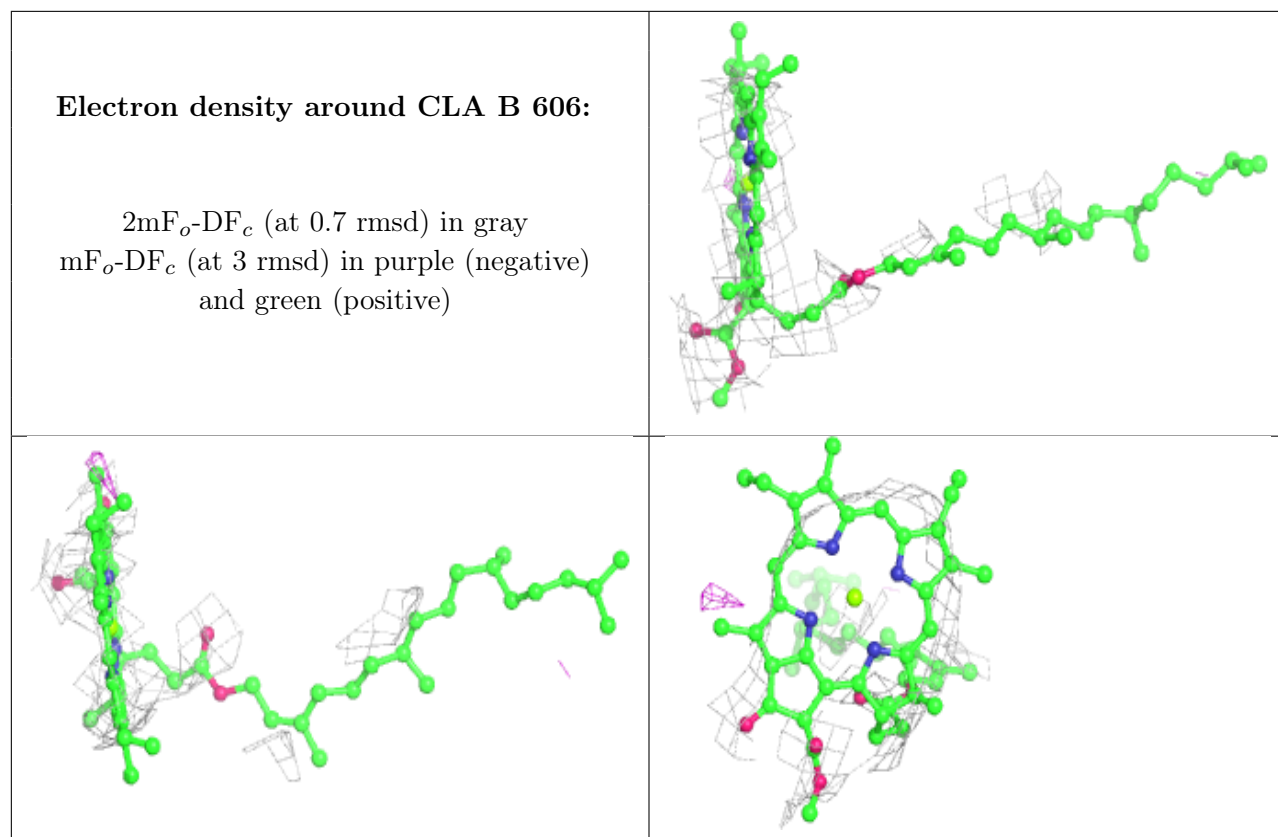 Electron density around CLA B 606:
2mFo-DFc (at 0.7 rmsd) in gray
mFo-DFc (at 3 rmsd) in purple (negative)
and green (positive)